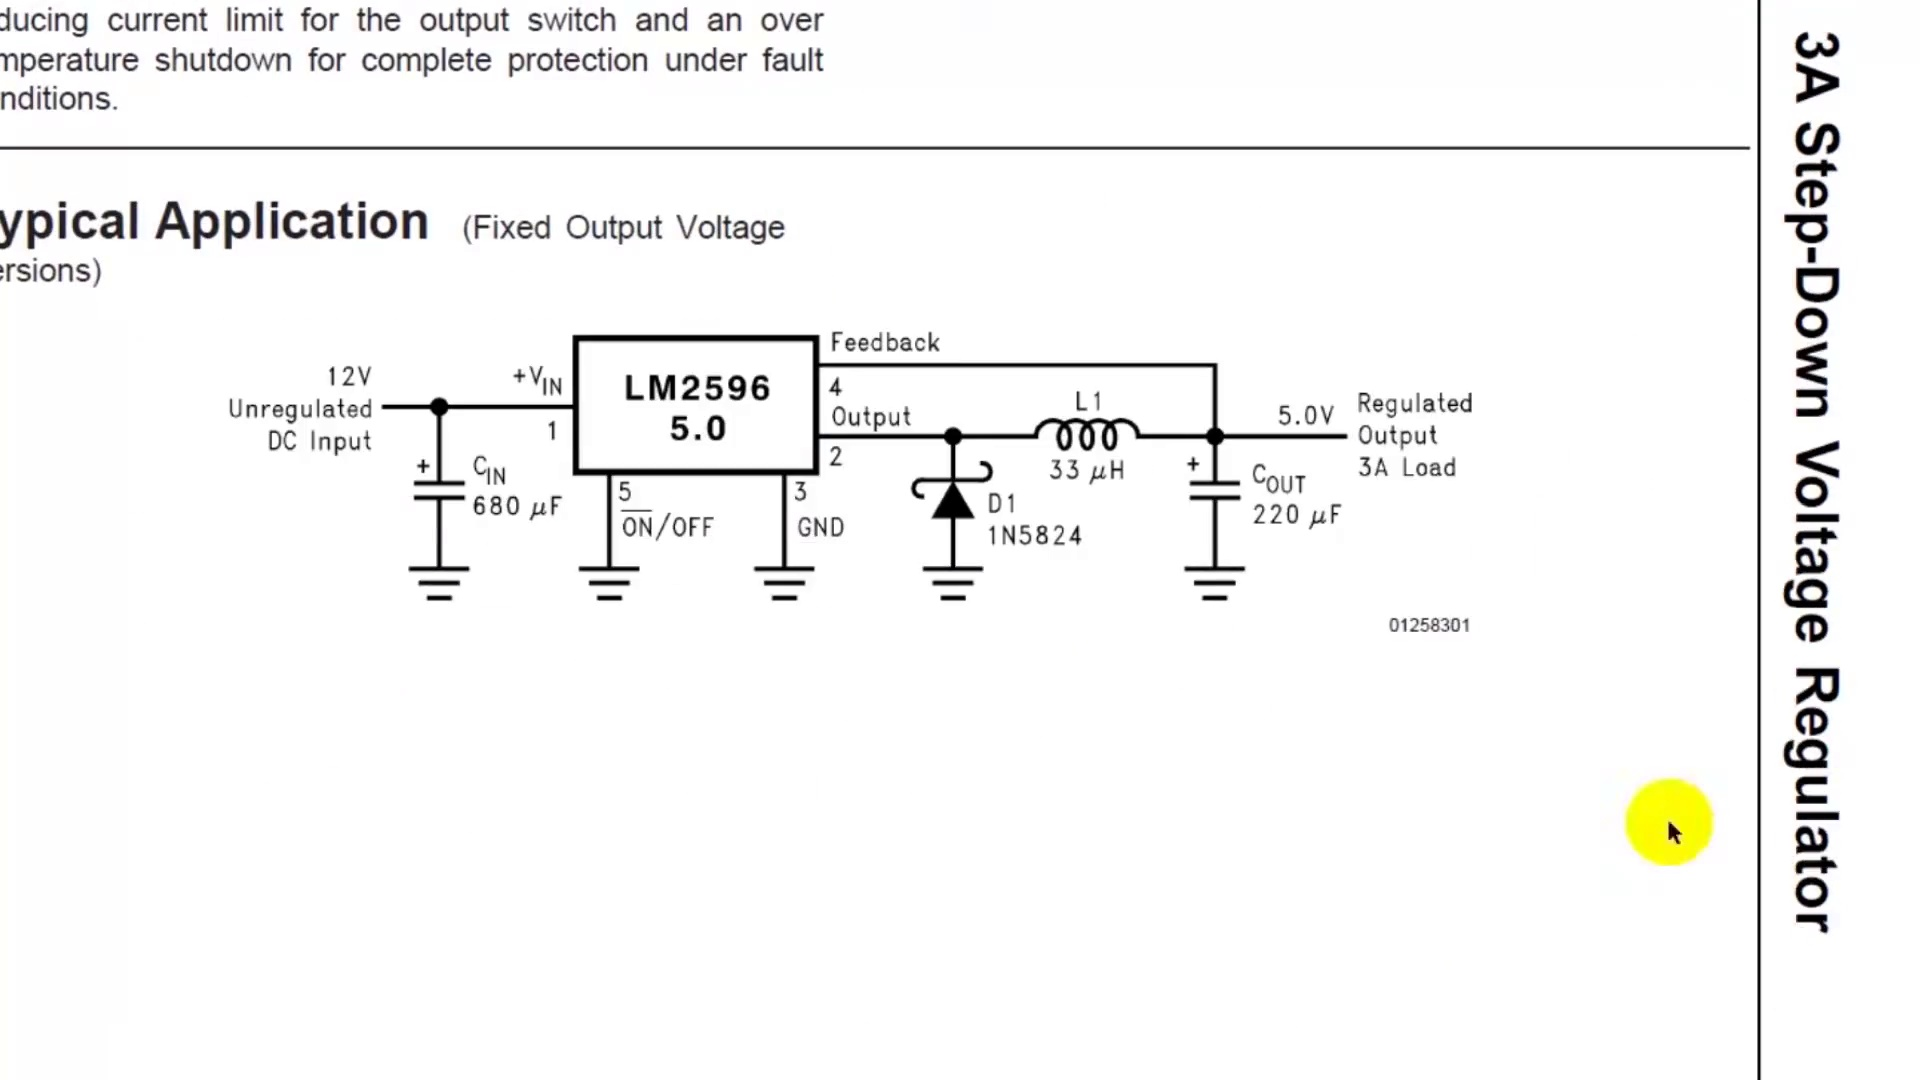 ducing current limit for the output switch and an over
mperature shutdown for complete protection under fault
nditions.
ypical Application (Fixed Output Voltage
ersions)
12V
Unregulated
DC Input
+VIN
1
CIN
680 µF
+
LM2596
5.0
5
ON/OFF
3
GND
Feedback
4
Output
2
D1
1N5824
L1
33 µH
+
COUT
220 µF
5.0V
Regulated
Output
3A Load
01258301
3A Step-Down Voltage Regulator